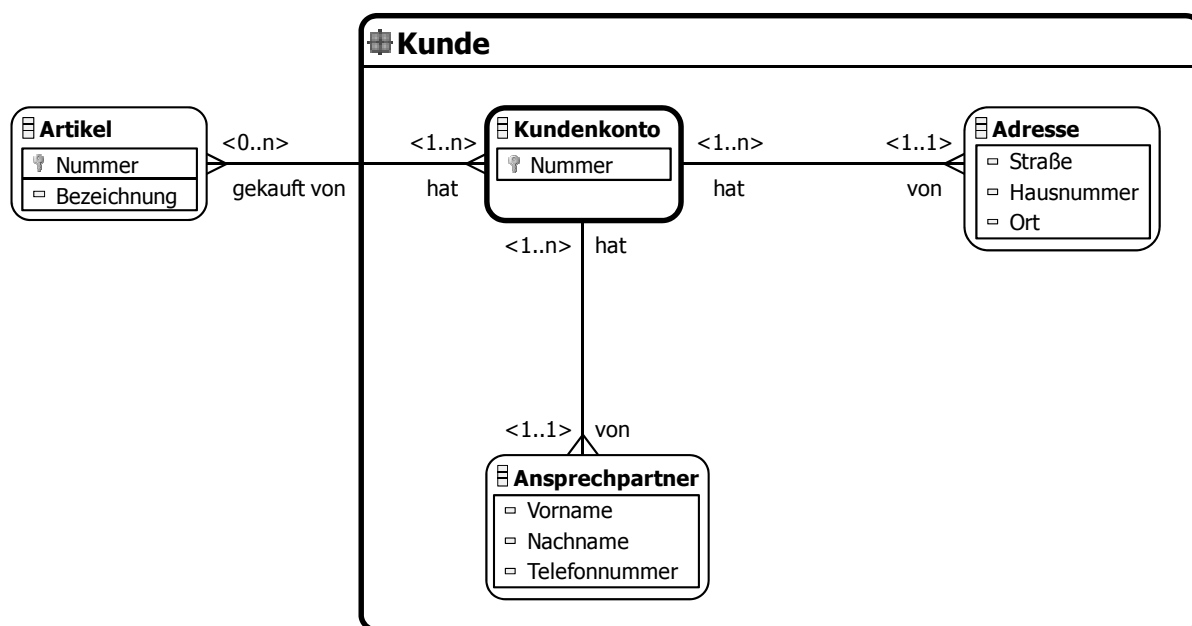 Kunde
Artikel
Nummer
Bezeichnung
<0..n>
gekauft von
<1..n>
hat
Kundenkonto
Nummer
<1..n>
hat
<1..1>
von
Adresse
Straße
Hausnummer
Ort
<1..n> hat
<1..1> von
Ansprechpartner
Vorname
Nachname
Telefonnummer